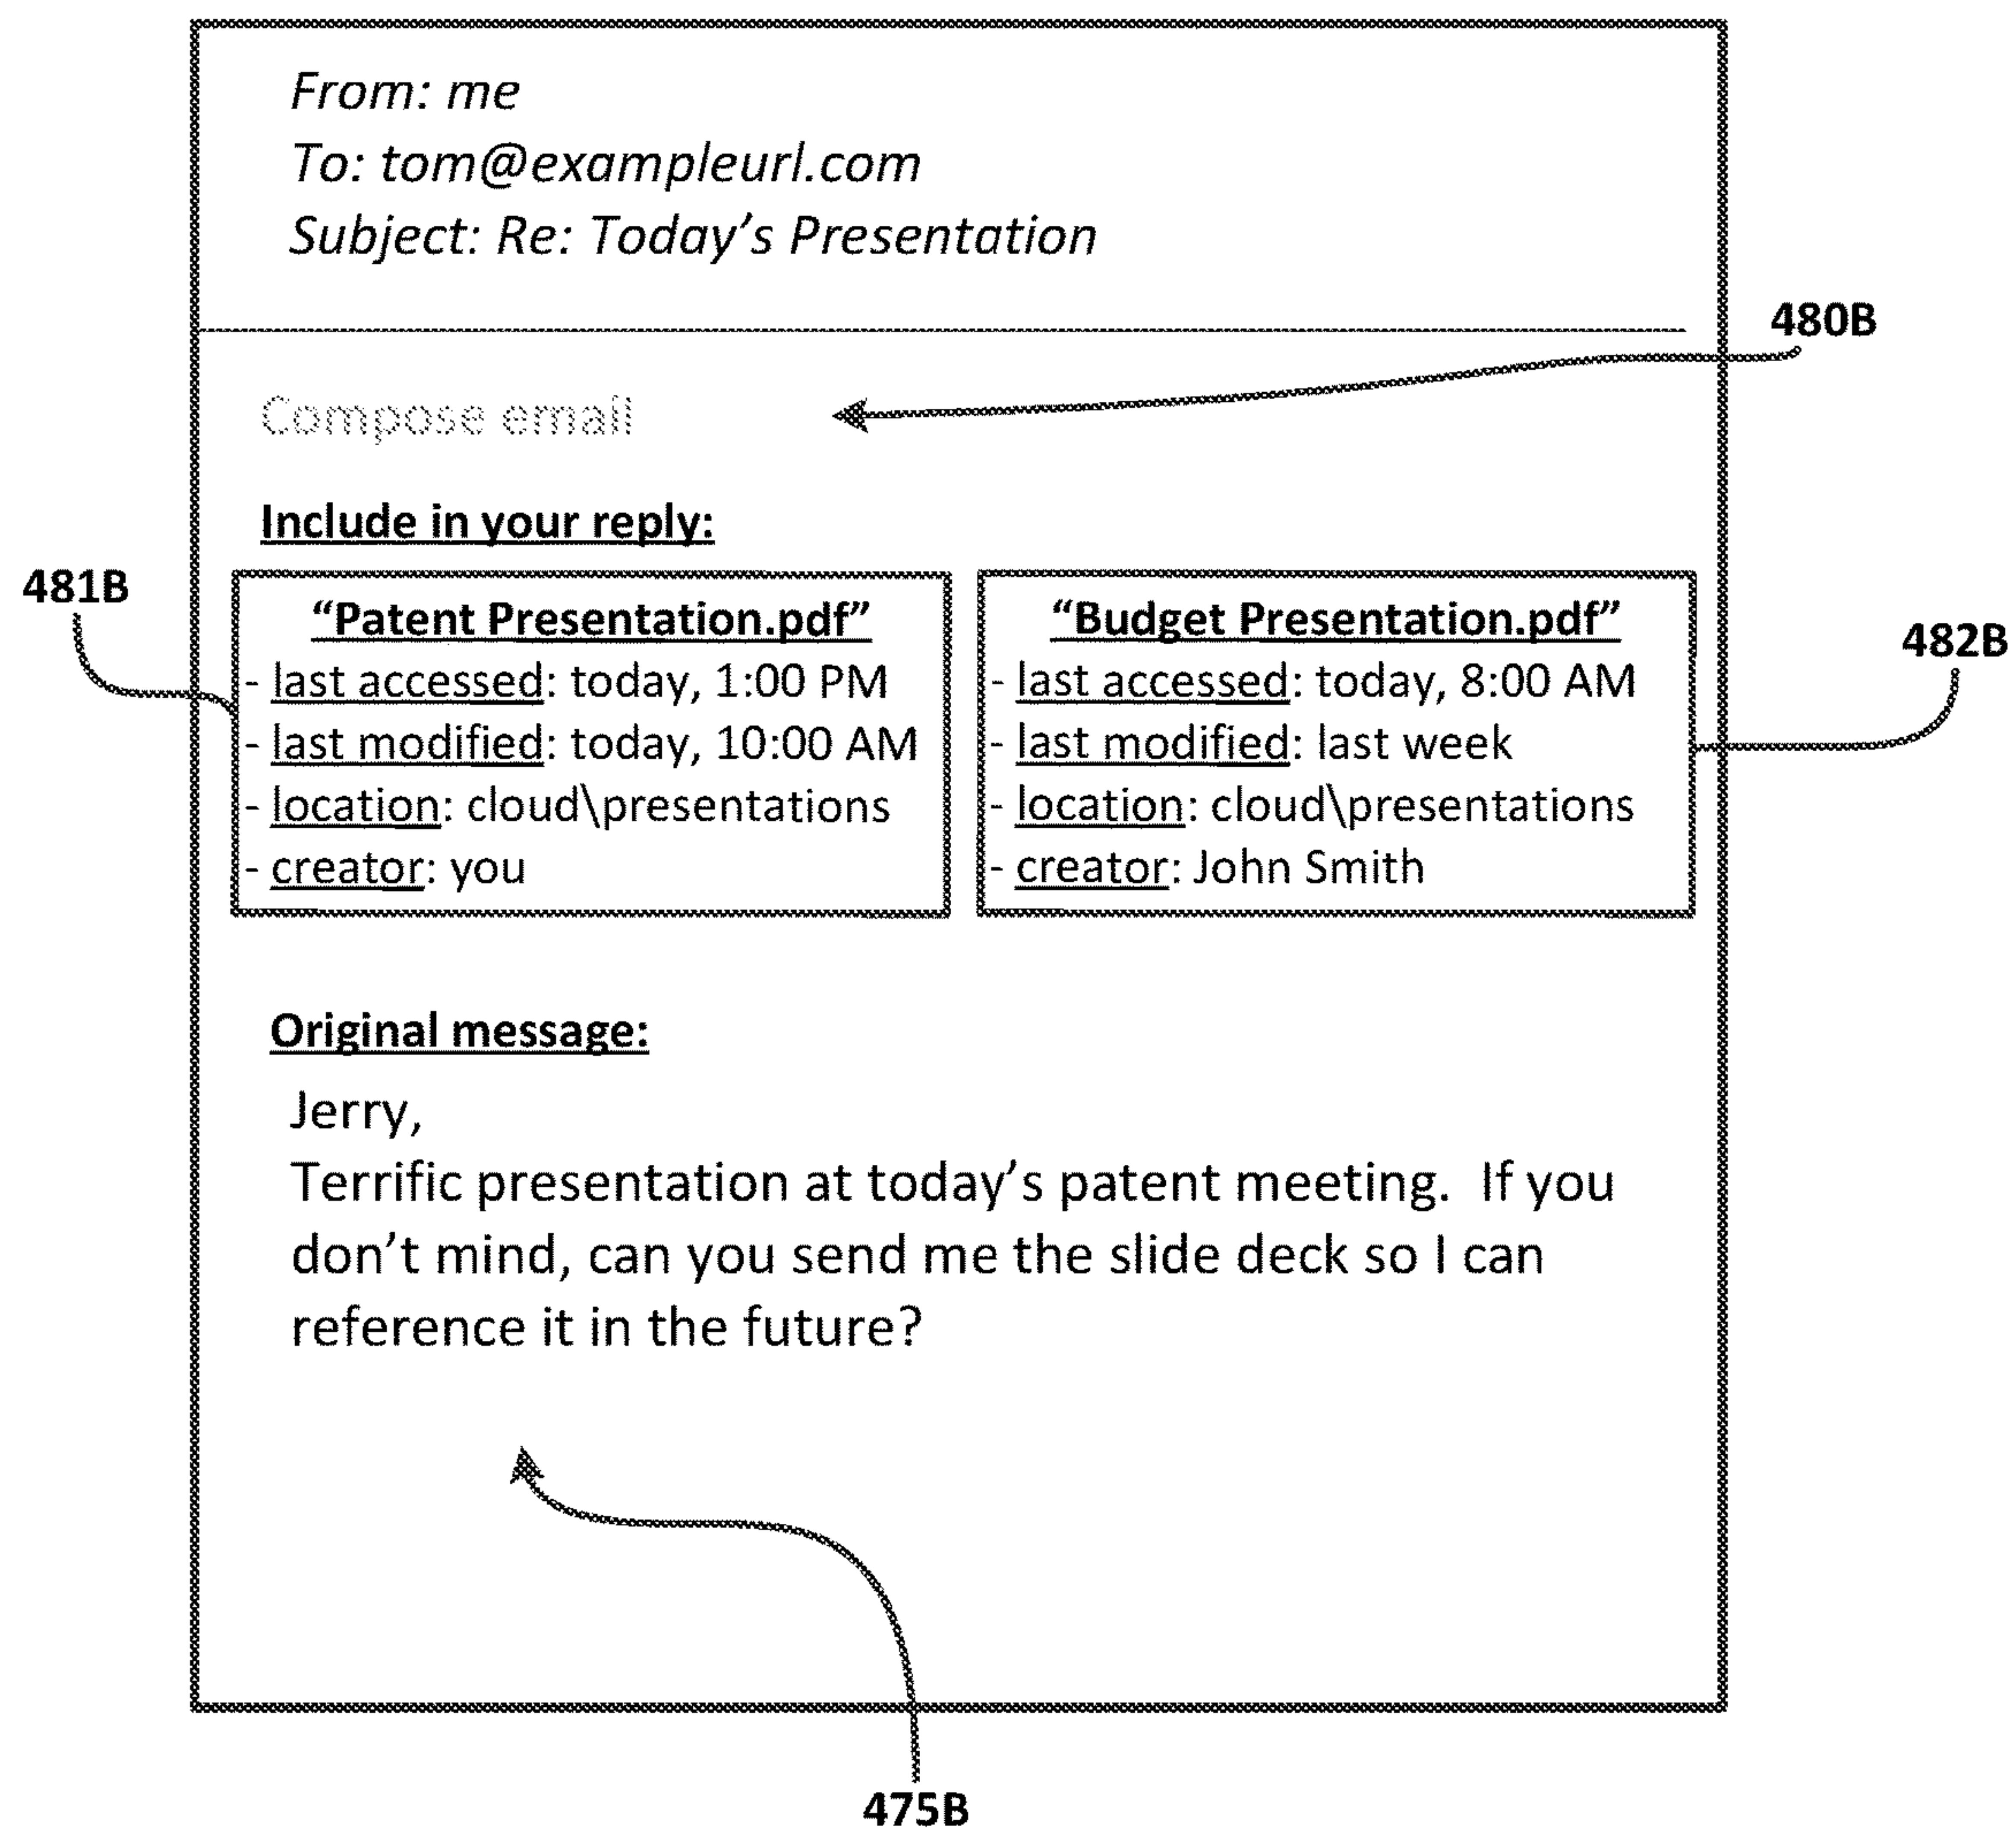 From: me
To: tom@exampleurl.com
Subject: Re: Today's Presentation
480B
Compose email
Include in your reply:
481B
"Patent Presentation.pdf"
- last accessed: today, 1:00 PM
- last modified: today, 10:00 AM
- location: cloud\presentations
- creator: you
"Budget Presentation.pdf"
- last accessed: today, 8:00 AM
- last modified: last week
- location: cloud\presentations
- creator: John Smith
482B
Original message:
Jerry,
Terrific presentation at today's patent meeting.  If you
don't mind, can you send me the slide deck so I can
reference it in the future?
475B